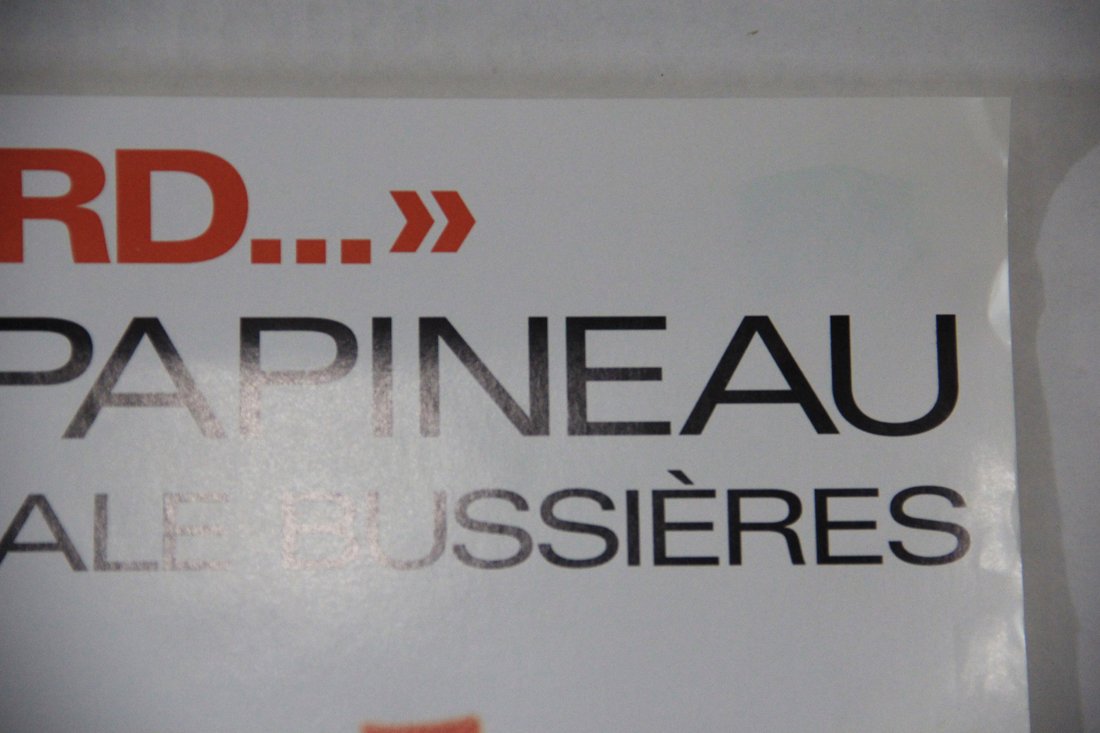 RD...»
PAPINEAU
ALE BUSSIÈRES